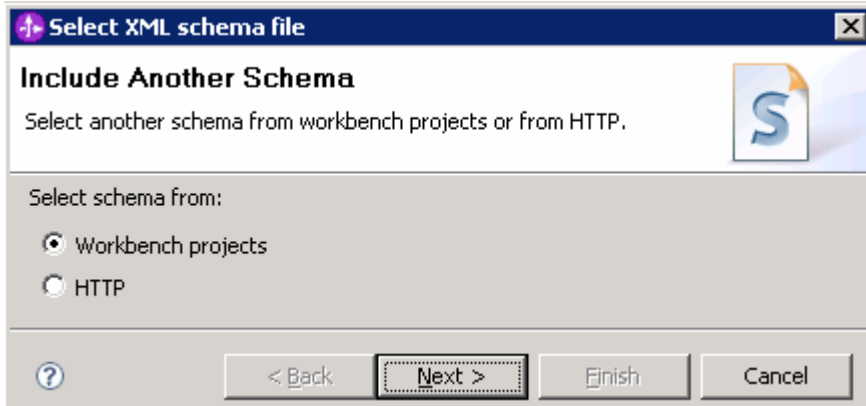 Select XML schema file
Include Another Schema
Select another schema from workbench projects or from HTTP.
S
Select schema from:
Workbench projects
HTTP
? < Back Next > Finish Cancel